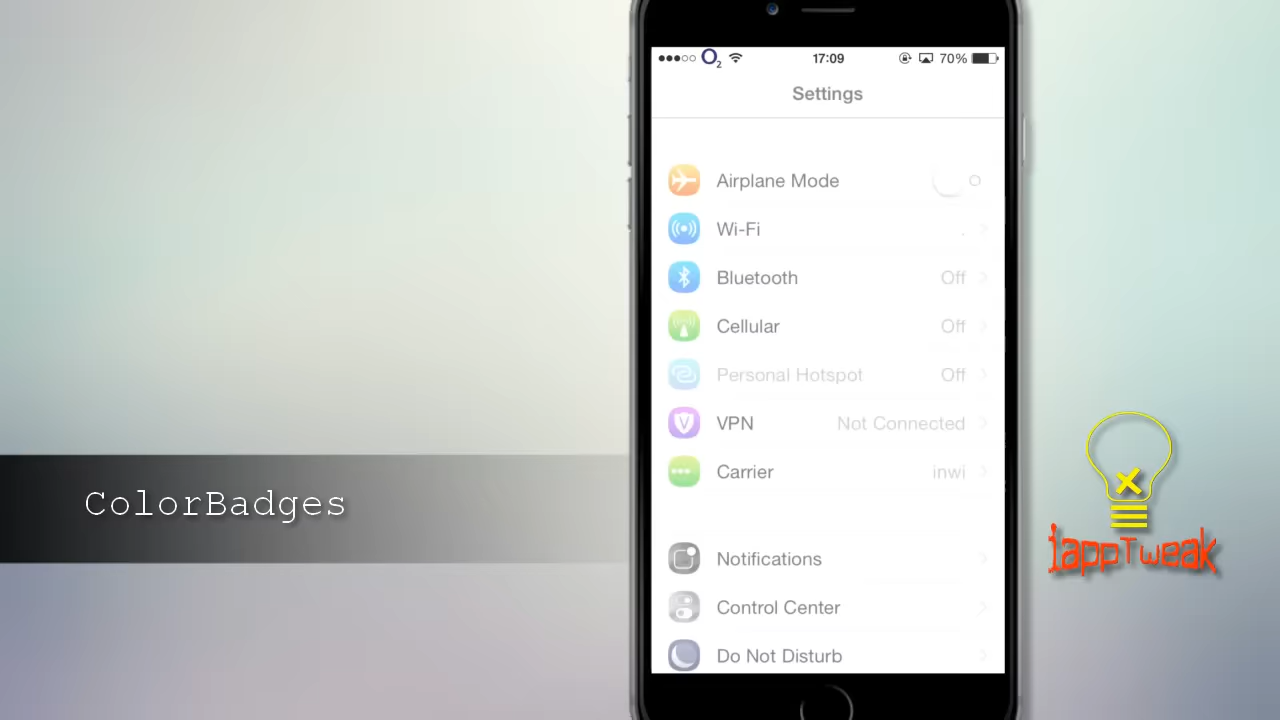 O2 17:09 70%
Settings
Airplane Mode
Wi-Fi
Bluetooth Off
Cellular Off
Personal Hotspot Off
VPN Not Connected
Carrier inwi
ColorBadges
Notifications
Control Center
Do Not Disturb
iappTweak